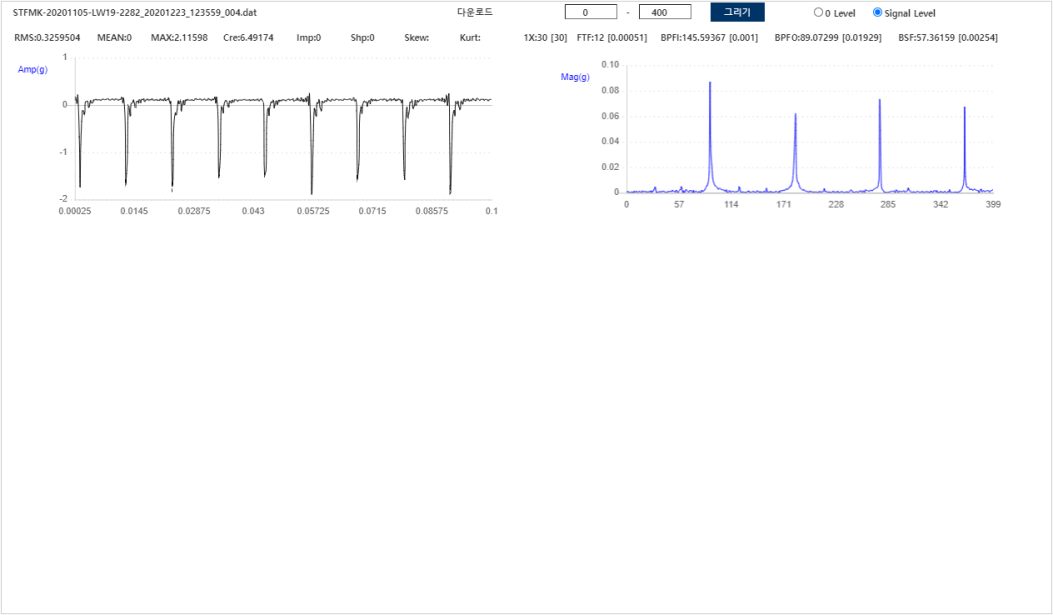 STFMK-20201105-LW19-2282_20201223_123559_004.dat 다운로드 0 - 400 그리기 0 Level Signal Level
RMS:0.3259504 MEAN:0 MAX:2.11598 Cre:6.49174 Imp:0 Shp:0 Skew: Kurt: 1X:30 [30] FTF:12 [0.00051] BPFI:145.59367 [0.001] BPFO:89.07299 [0.01929] BSF:57.36159 [0.00254]
Amp(g)
1
0
-1
-2
0.00025 0.0145 0.02875 0.043 0.05725 0.0715 0.08575 0.1
Mag(g)
0.10
0.08
0.06
0.04
0.02
0
0 57 114 171 228 285 342 399